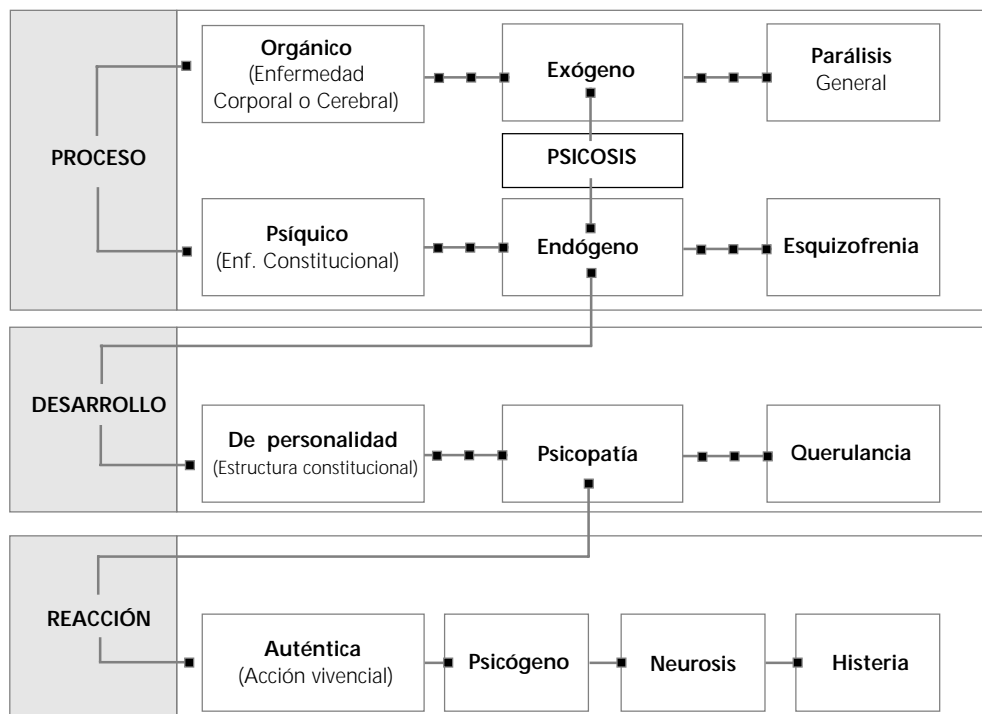 Orgánico
(Enfermedad
Corporal o Cerebral)
Exógeno
Parálisis
General
PROCESO
PSICOSIS
Psíquico
(Enf. Constitucional)
Endógeno
Esquizofrenia
DESARROLLO
De personalidad
(Estructura constitucional)
Psicopatía
Querulancia
REACCIÓN
Auténtica
(Acción vivencial)
Psicógeno
Neurosis
Histeria